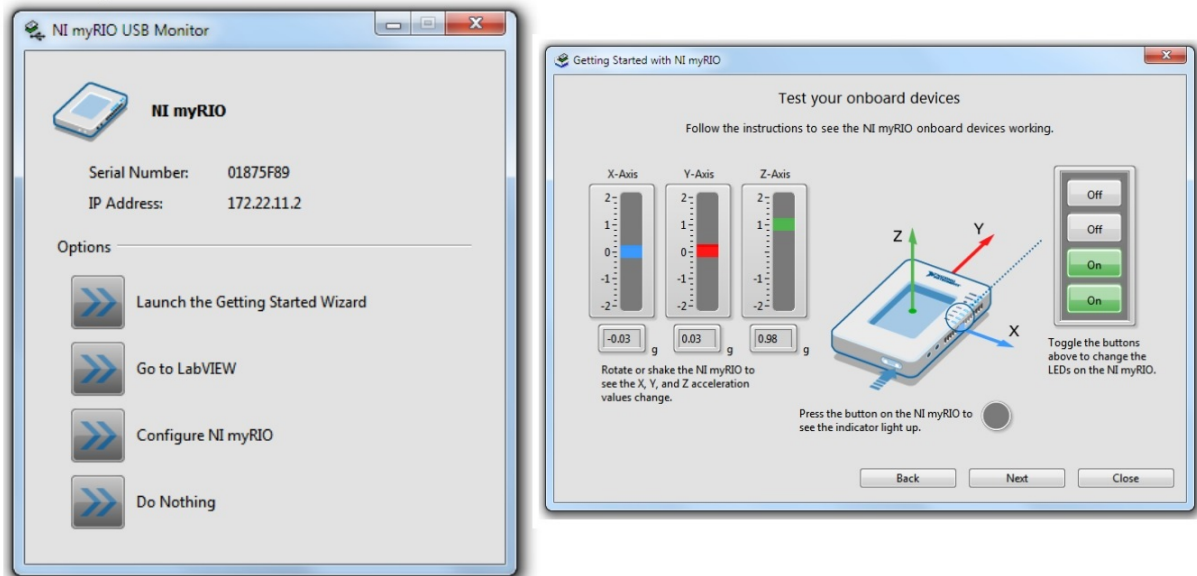 NI myRIO USB Monitor
NI myRIO
Serial Number: 01875F89
IP Address: 172.22.11.2
Options
Launch the Getting Started Wizard
Go to LabVIEW
Configure NI myRIO
Do Nothing
Getting Started with NI myRIO
Test your onboard devices
Follow the instructions to see the NI myRIO onboard devices working.
X-Axis Y-Axis Z-Axis
2 2 2
1 1 1
0 0 0
-1 -1 -1
-2 -2 -2
-0.03 g 0.03 g 0.98 g
Rotate or shake the NI myRIO to
see the X, Y, and Z acceleration
values change.
Z Y
X
Off
Off
On
On
Toggle the buttons
above to change the
LEDs on the NI myRIO.
Press the button on the NI myRIO to
see the indicator light up.
Back Next Close